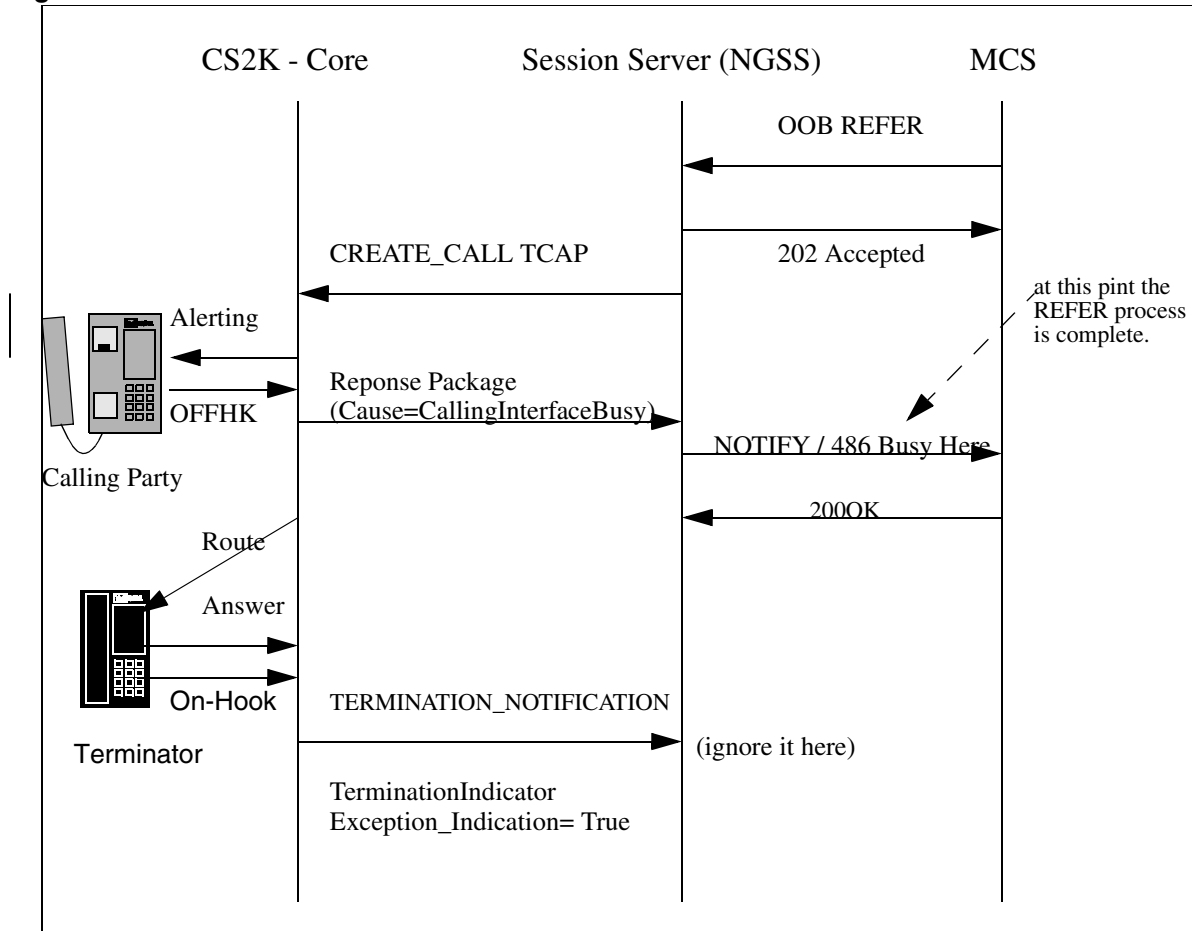 CS2K - Core
Session Server (NGSS)
MCS
OOB REFER
202 Accepted
CREATE_CALL TCAP
at this pint the
REFER process
is complete.
Alerting
OFFHK
Reponse Package
(Cause=CallingInterfaceBusy)
NOTIFY / 486 Busy Here
Calling Party
200OK
Route
Answer
On-Hook
TERMINATION_NOTIFICATION
Terminator
(ignore it here)
TerminationIndicator
Exception_Indication= True